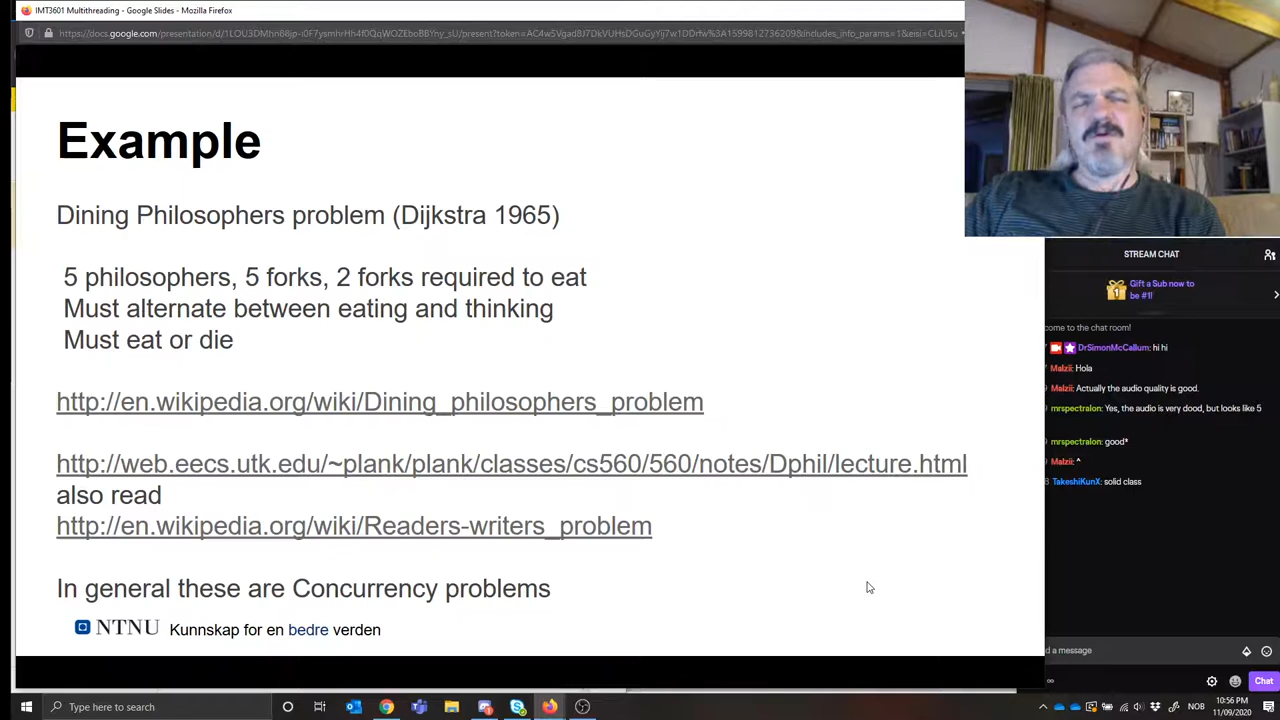 IMT3601 Multithreading - Google Slides - Mozilla Firefox
Example
Dining Philosophers problem (Dijkstra 1965)
5 philosophers, 5 forks, 2 forks required to eat
Must alternate between eating and thinking
Must eat or die
http://en.wikipedia.org/wiki/Dining_philosophers_problem
http://web.eecs.utk.edu/~plank/plank/classes/cs560/560/notes/Dphil/lecture.html
also read
http://en.wikipedia.org/wiki/Readers-writers_problem
In general these are Concurrency problems
NTNU Kunnskap for en bedre verden
STREAM CHAT
Gift a Sub now to
be #1!
come to the chat room!
DrSimonMcCallum: hi hi
Malzii: Hola
Malzii: Actually the audio quality is good.
mrspectralon: Yes, the audio is very dood, but looks like 5
mrspectralon: good*
Malzii: ^
TakeshiKunX: solid class
d a message
Chat
Type here to search
NOB
10:56 PM
11/09/2020